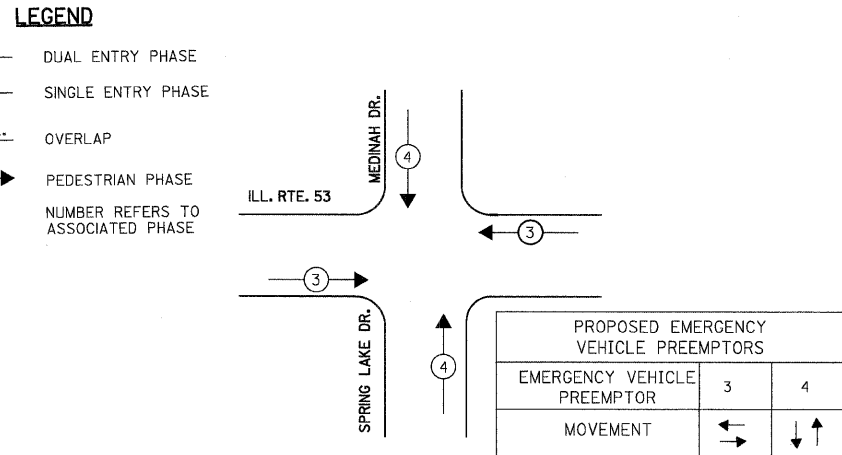 LEGEND
DUAL ENTRY PHASE
SINGLE ENTRY PHASE
OVERLAP
PEDESTRIAN PHASE
NUMBER REFERS TO
ASSOCIATED PHASE
MEDINAH DR.
4
ILL. RTE. 53
3
3
SPRING LAKE DR.
4
PROPOSED EMERGENCY
VEHICLE PREEMPTORS
EMERGENCY VEHICLE
PREEMPTOR
3
4
MOVEMENT